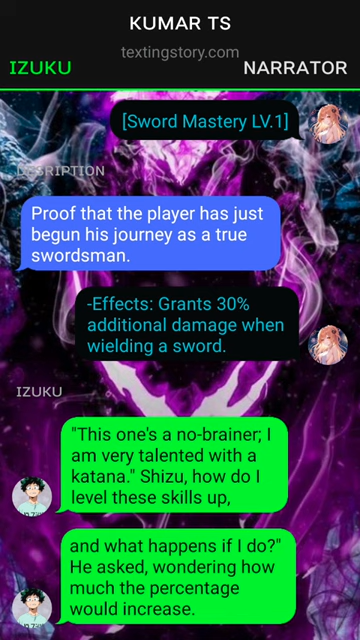 KUMAR TS
textingstory.com
IZUKU
NARRATOR
[Sword Mastery LV.1]
DESRIPTION
Proof that the player has just
begun his journey as a true
swordsman.
-Effects: Grants 30%
additional damage when
wielding a sword.
IZUKU
"This one's a no-brainer; I
am very talented with a
katana." Shizu, how do I
level these skills up,
and what happens if I do?"
He asked, wondering how
much the percentage
would increase.